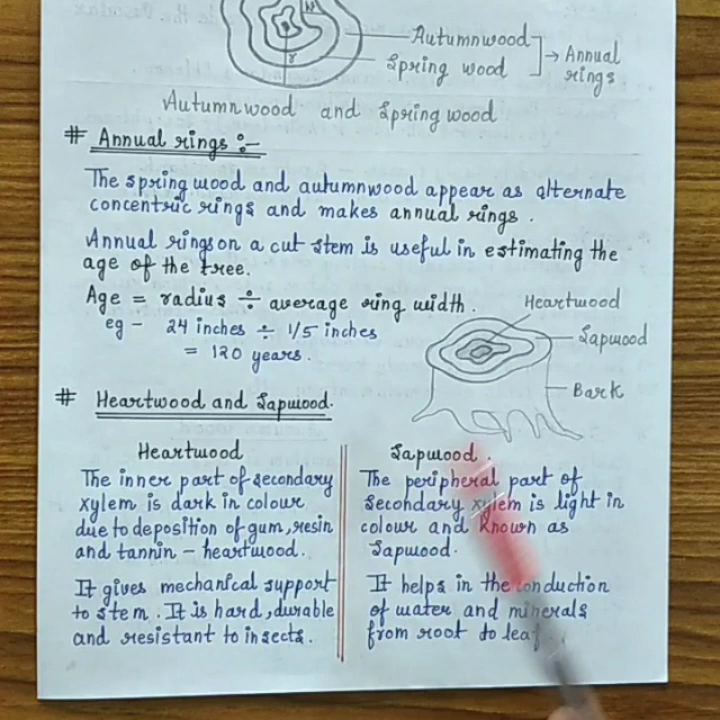 Autumnwood
Spring wood
→ Annual
rings
Autumnwood and Spring wood
# Annual rings :-
The spring wood and autumnwood appear as alternate
concentric rings and makes annual rings .
Annual rings on a cut stem is useful in estimating the
age of the tree.
Age = radius ÷ average ring width .
eg - 24 inches ÷ 1/5 inches
= 120 years .
Heartwood
Sapwood
Bark
# Heartwood and Sapwood.
Heartwood
The inner part of secondary
xylem is dark in colour
due to deposition of gum, resin
and tannin - heartwood.
It gives mechanical support
to stem . It is hard, durable
and resistant to insects.
Sapwood .
The peripheral part of
Secondary xylem is light in
colour and known as
Sapwood.
It helps in the conduction
of water and minerals
from root to leaf